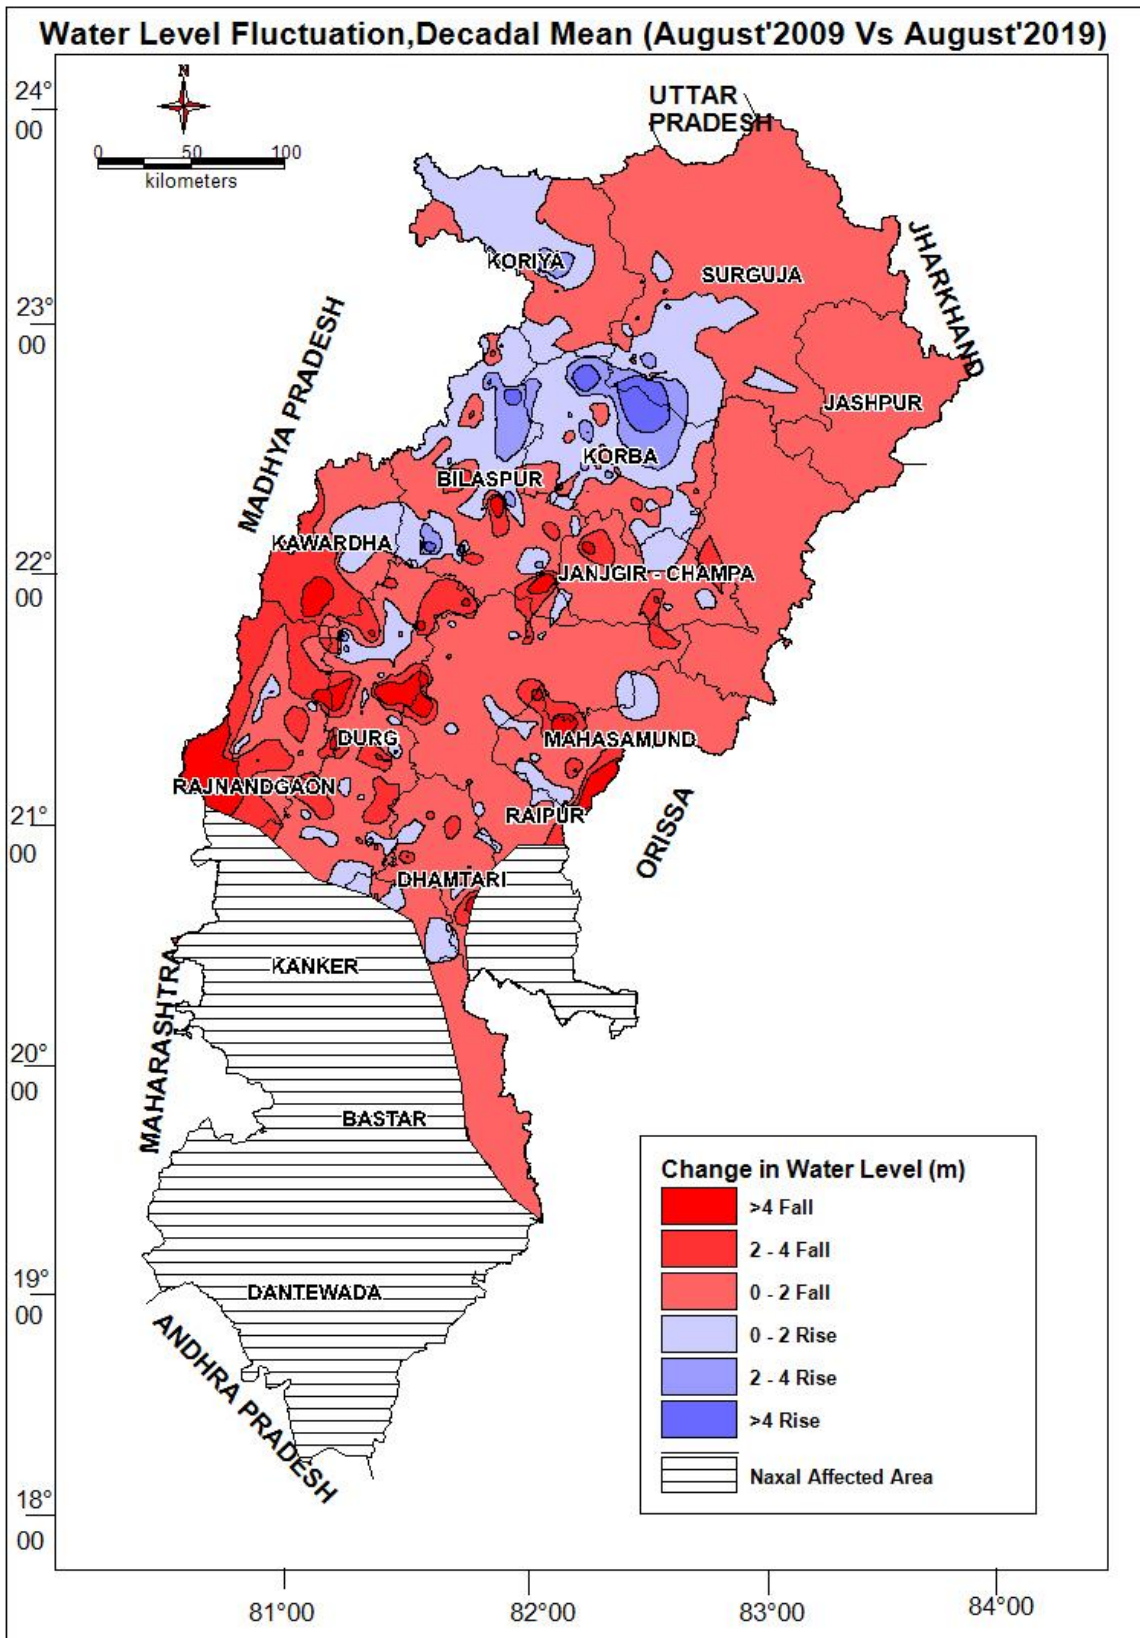 Water Level Fluctuation,Decadal Mean (August'2009 Vs August'2019)
N
0 50 100
kilometers
24°
00
23°
00
22°
00
21°
00
20°
00
19°
00
18°
00
UTTAR
PRADESH
JHARKHAND
MADHYA PRADESH
ORISSA
MAHARASHTRA
ANDHRA PRADESH
KORIYA
SURGUJA
JASHPUR
KORBA
BILASPUR
KAWARDHA
JANJGIR - CHAMPA
DURG
MAHASAMUND
RAJNANDGAON
RAIPUR
DHAMTARI
KANKER
BASTAR
DANTEWADA
Change in Water Level (m)
>4 Fall
2 - 4 Fall
0 - 2 Fall
0 - 2 Rise
2 - 4 Rise
>4 Rise
Naxal Affected Area
81°00 82°00 83°00 84°00